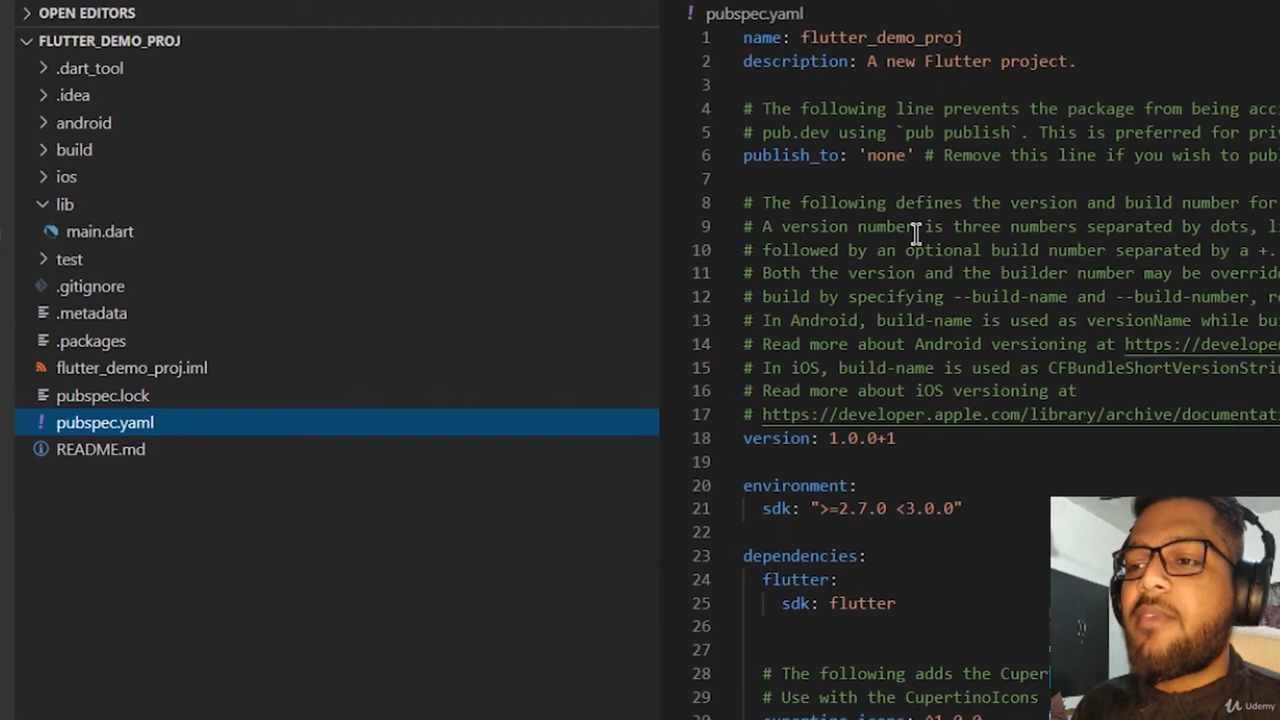 OPEN EDITORS
FLUTTER_DEMO_PROJ
.dart_tool
.idea
android
build
ios
lib
main.dart
test
.gitignore
.metadata
.packages
flutter_demo_proj.iml
pubspec.lock
! pubspec.yaml
README.md
! pubspec.yaml
1 name: flutter_demo_proj
2 description: A new Flutter project.
3
4 # The following line prevents the package from being acc
5 # pub.dev using `pub publish`. This is preferred for pri
6 publish_to: 'none' # Remove this line if you wish to pub
7
8 # The following defines the version and build number for
9 # A version number is three numbers separated by dots, li
10 # followed by an optional build number separated by a +.
11 # Both the version and the builder number may be overrid
12 # build by specifying --build-name and --build-number, re
13 # In Android, build-name is used as versionName while bu
14 # Read more about Android versioning at https://develope
15 # In iOS, build-name is used as CFBundleShortVersionStri
16 # Read more about iOS versioning at
17 # https://developer.apple.com/library/archive/documentati
18 version: 1.0.0+1
19
20 environment:
21 sdk: ">=2.7.0 <3.0.0"
22
23 dependencies:
24 flutter:
25 sdk: flutter
26
27
28 # The following adds the Cuper
29 # Use with the CupertinoIcons
Udemy